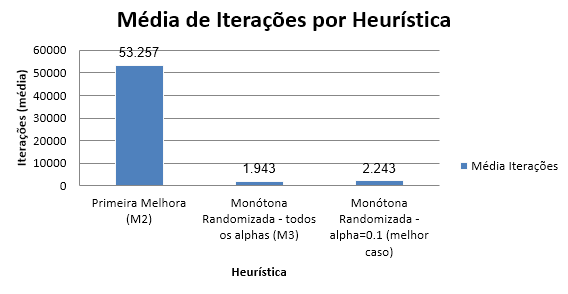 Média de Iterações por Heurística
Iterações (média)
60000
50000
40000
30000
20000
10000
0
53.257
1.943
2.243
Primeira Melhora
(M2)
Monótona
Randomizada - todos
os alphas (M3)
Monótona
Randomizada -
alpha=0.1 (melhor
caso)
Heurística
Média Iterações